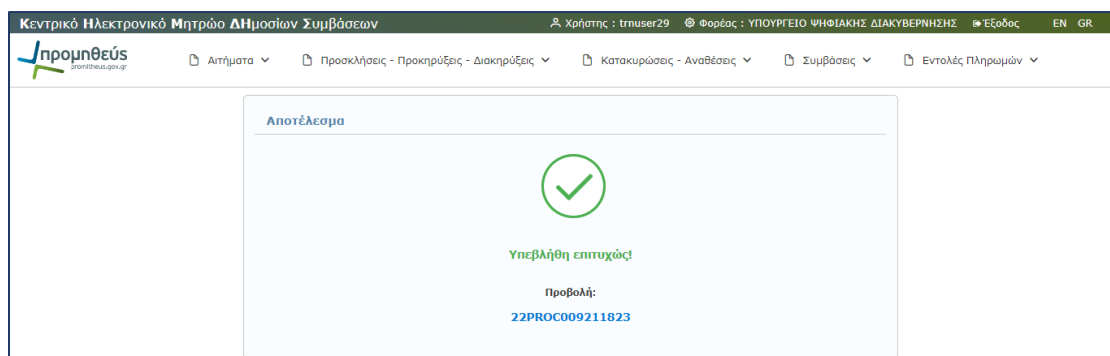 Κεντρικό Ηλεκτρονικό Μητρώο ΔΗμοσίων Συμβάσεων Χρήστης : trnuser29 Φορέας : ΥΠΟΥΡΓΕΙΟ ΨΗΦΙΑΚΗΣ ΔΙΑΚΥΒΕΡΝΗΣΗΣ Έξοδος EN GR
προμηθεύς
promitheus.gov.gr
Αιτήματα Προσκλήσεις - Προκηρύξεις - Διακηρύξεις Κατακυρώσεις - Αναθέσεις Συμβάσεις Εντολές Πληρωμών
Αποτέλεσμα
Υπεβλήθη επιτυχώς!
Προβολή:
22PROC009211823